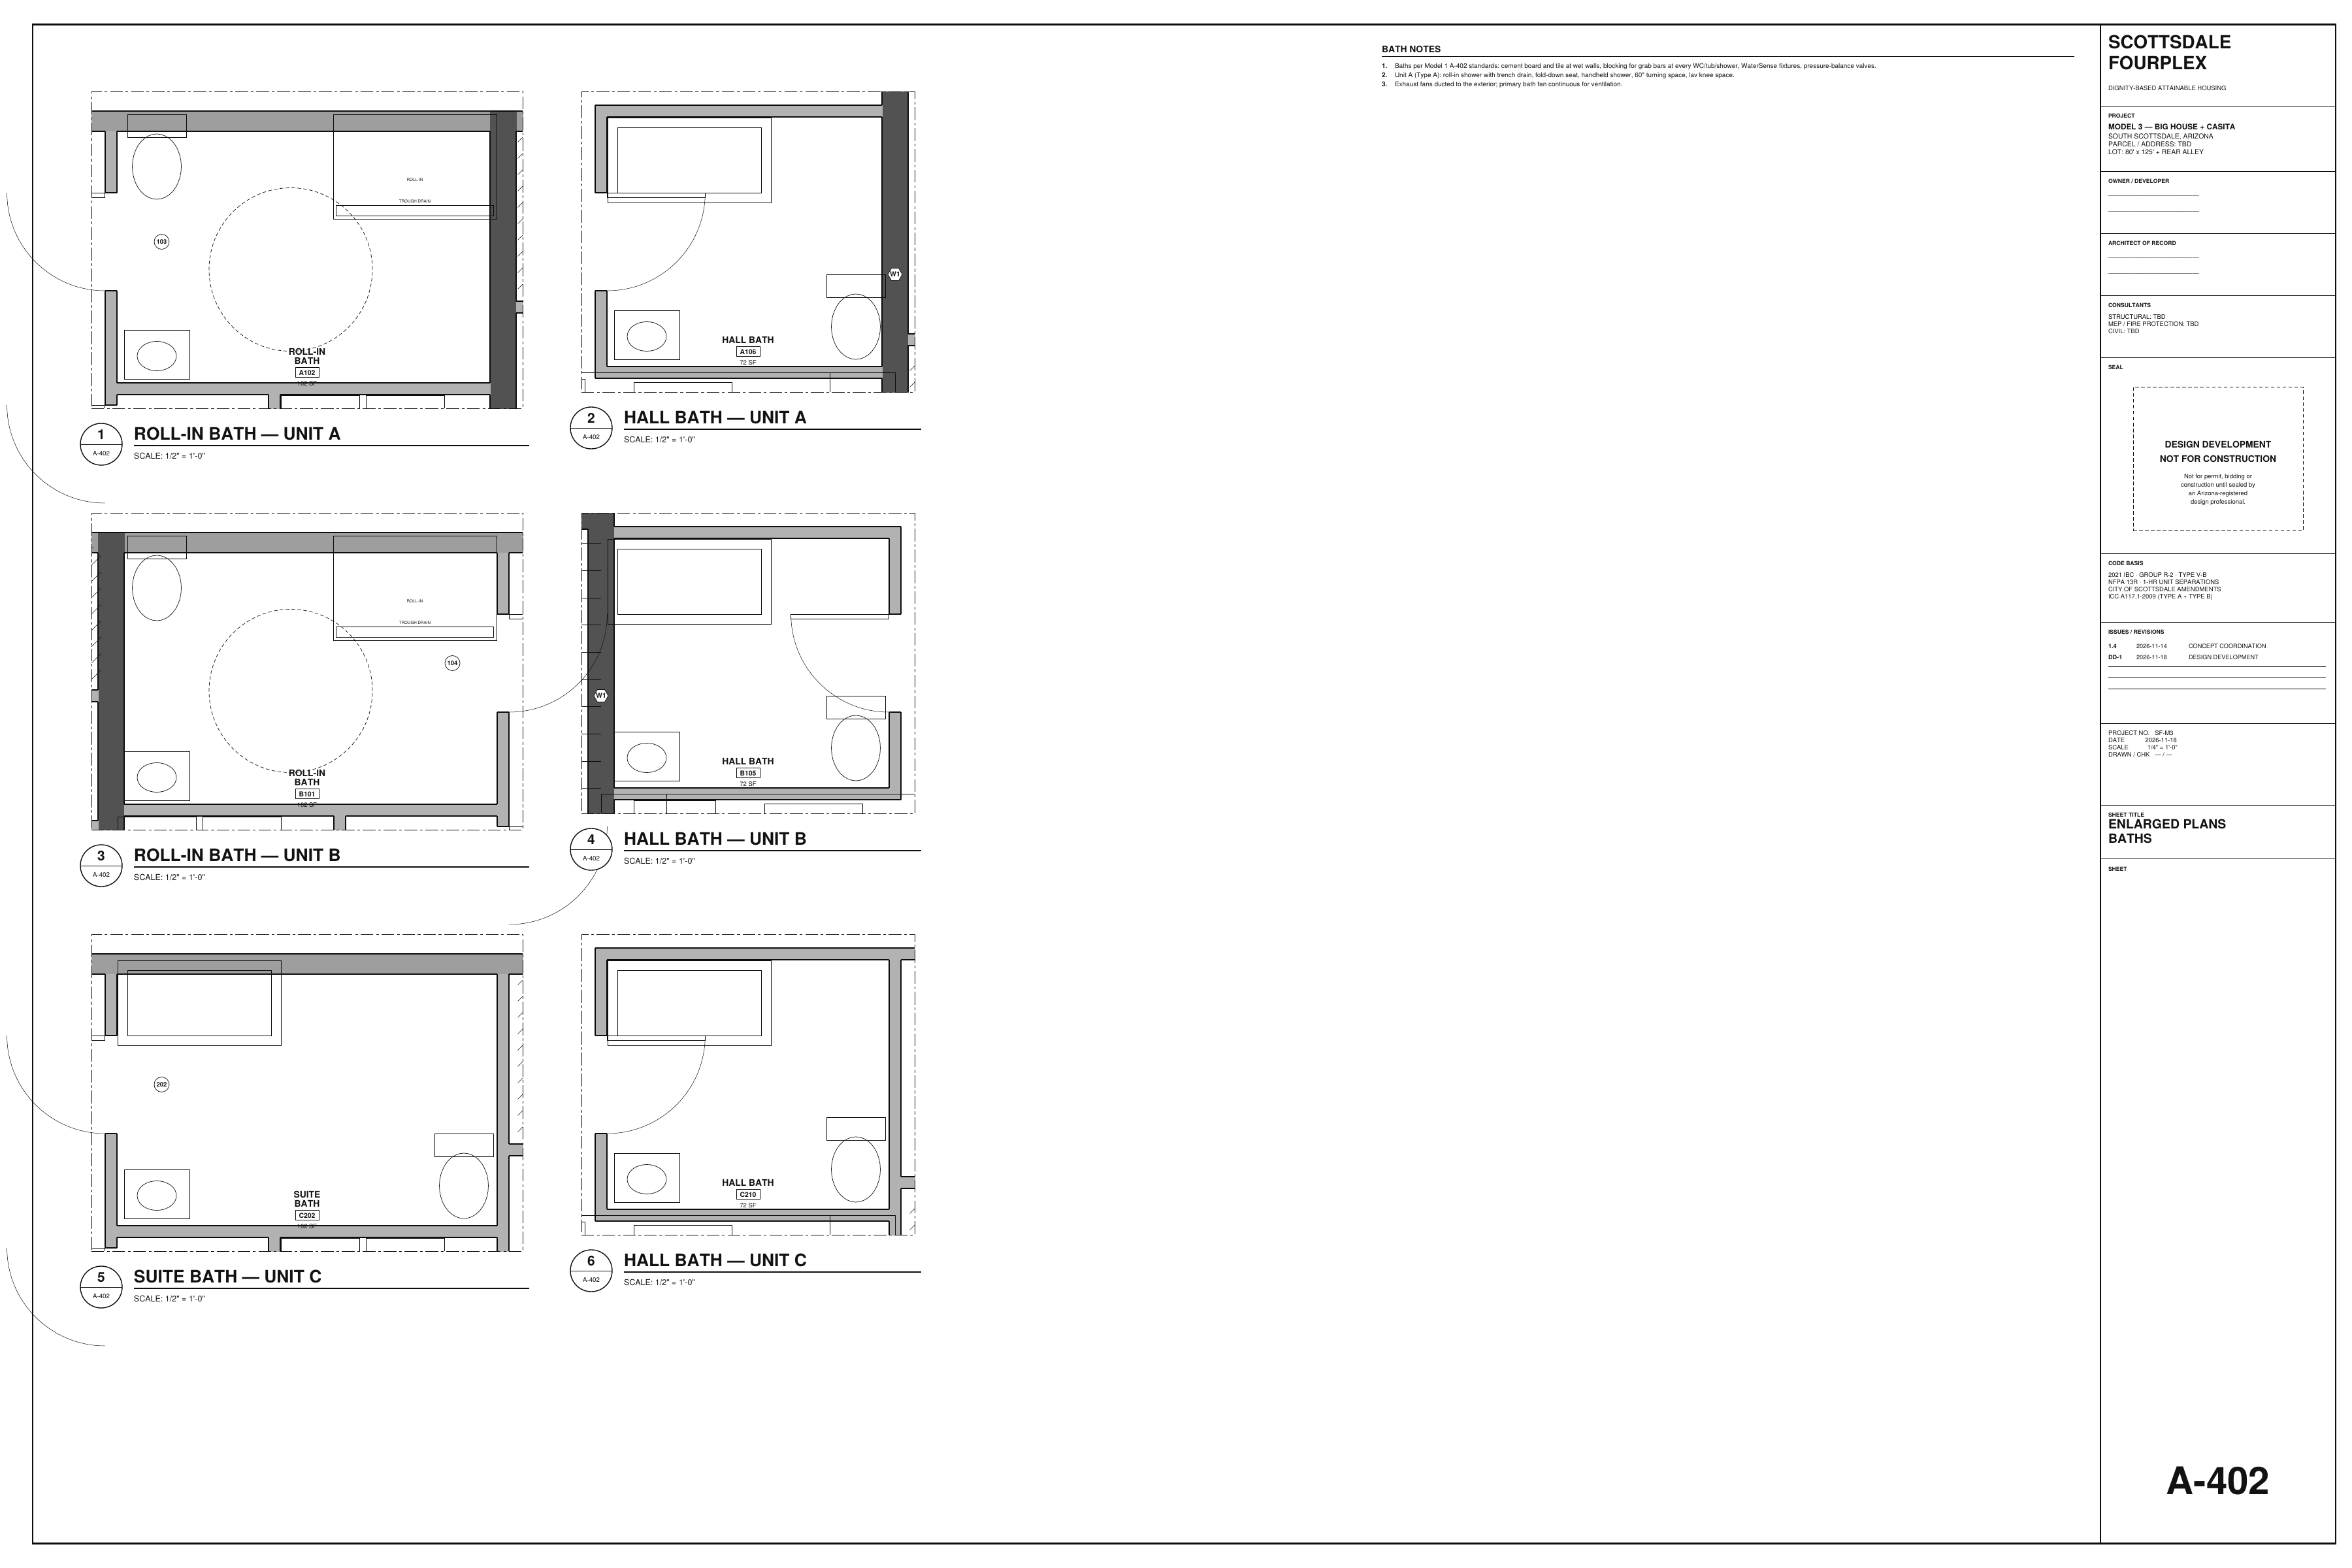 BATH NOTES
1. Baths per Model 1 A-402 standards: cement board and tile at wet walls, blocking for grab bars at every WC/tub/shower, WaterSense fixtures, pressure-balance valves.
2. Unit A (Type A): roll-in shower with trench drain, fold-down seat, handheld shower, 60" turning space, lav knee space.
3. Exhaust fans ducted to the exterior; primary bath fan continuous for ventilation.
ROLL-IN
TROUGH DRAIN
103
ROLL-IN
BATH
A102
102 SF
1
A-402
ROLL-IN BATH — UNIT A
SCALE: 1/2" = 1'-0"
W1
HALL BATH
A106
72 SF
2
A-402
HALL BATH — UNIT A
SCALE: 1/2" = 1'-0"
ROLL-IN
TROUGH DRAIN
104
ROLL-IN
BATH
B101
102 SF
3
A-402
ROLL-IN BATH — UNIT B
SCALE: 1/2" = 1'-0"
W1
HALL BATH
B105
72 SF
4
A-402
HALL BATH — UNIT B
SCALE: 1/2" = 1'-0"
202
SUITE
BATH
C202
102 SF
5
A-402
SUITE BATH — UNIT C
SCALE: 1/2" = 1'-0"
HALL BATH
C210
72 SF
6
A-402
HALL BATH — UNIT C
SCALE: 1/2" = 1'-0"
SCOTTSDALE
FOURPLEX
DIGNITY-BASED ATTAINABLE HOUSING
PROJECT
MODEL 3 — BIG HOUSE + CASITA
SOUTH SCOTTSDALE, ARIZONA
PARCEL / ADDRESS: TBD
LOT: 80' x 125' + REAR ALLEY
OWNER / DEVELOPER
ARCHITECT OF RECORD
CONSULTANTS
STRUCTURAL: TBD
MEP / FIRE PROTECTION: TBD
CIVIL: TBD
SEAL
DESIGN DEVELOPMENT
NOT FOR CONSTRUCTION
Not for permit, bidding or
construction until sealed by
an Arizona-registered
design professional.
CODE BASIS
2021 IBC · GROUP R-2 · TYPE V-B
NFPA 13R · 1-HR UNIT SEPARATIONS
CITY OF SCOTTSDALE AMENDMENTS
ICC A117.1-2009 (TYPE A + TYPE B)
ISSUES / REVISIONS
1.4 2026-11-14 CONCEPT COORDINATION
DD-1 2026-11-18 DESIGN DEVELOPMENT
PROJECT NO. SF-M3
DATE 2026-11-18
SCALE 1/4" = 1'-0"
DRAWN / CHK — / —
SHEET TITLE
ENLARGED PLANS
BATHS
SHEET
A-402